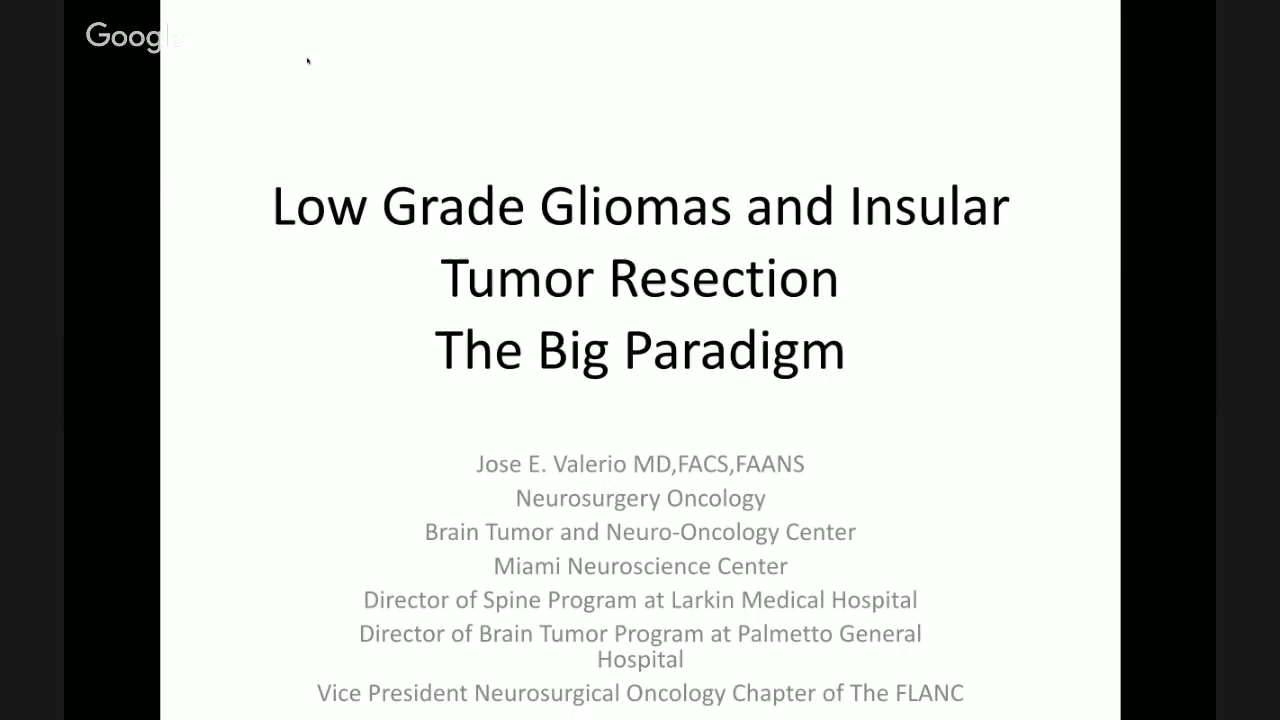 Google
Low Grade Gliomas and Insular
Tumor Resection
The Big Paradigm
Jose E. Valerio MD,FACS,FAANS
Neurosurgery Oncology
Brain Tumor and Neuro-Oncology Center
Miami Neuroscience Center
Director of Spine Program at Larkin Medical Hospital
Director of Brain Tumor Program at Palmetto General
Hospital
Vice President Neurosurgical Oncology Chapter of The FLANC